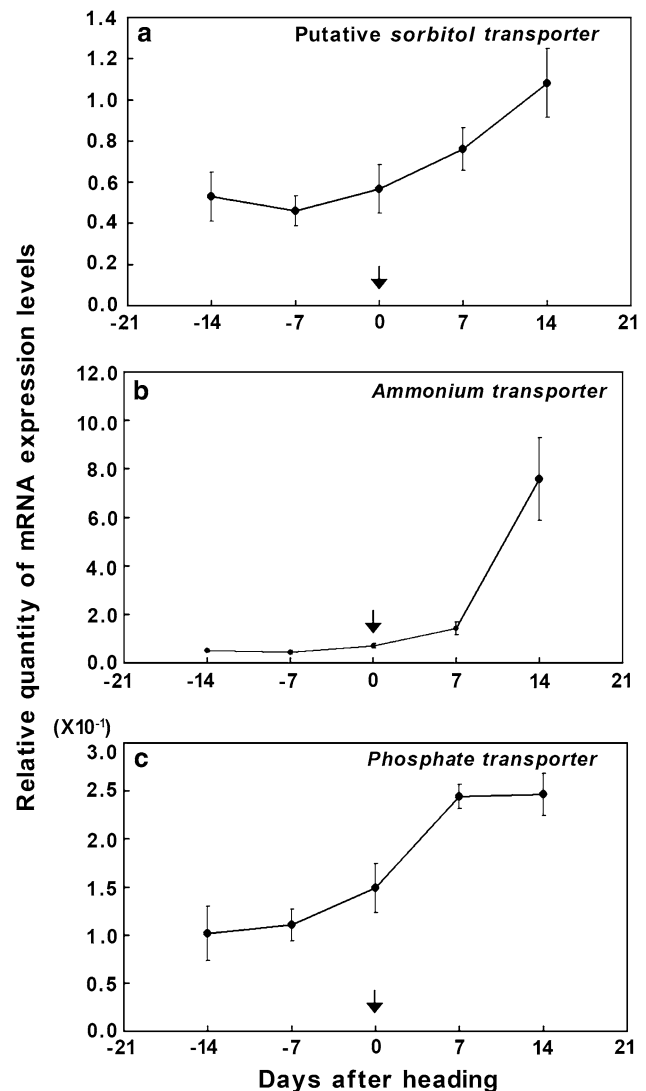 Relative quantity of mRNA expression levels
a
Putative sorbitol transporter
1.4
1.2
1.0
0.8
0.6
0.4
0.2
0.0
-21 -14 -7 0 7 14 21
b
Ammonium transporter
12.0
10.0
8.0
6.0
4.0
2.0
0.0
-21 -14 -7 0 7 14 21
(X10⁻¹)
c
Phosphate transporter
3.0
2.5
2.0
1.5
1.0
0.5
0.0
-21 -14 -7 0 7 14 21
Days after heading